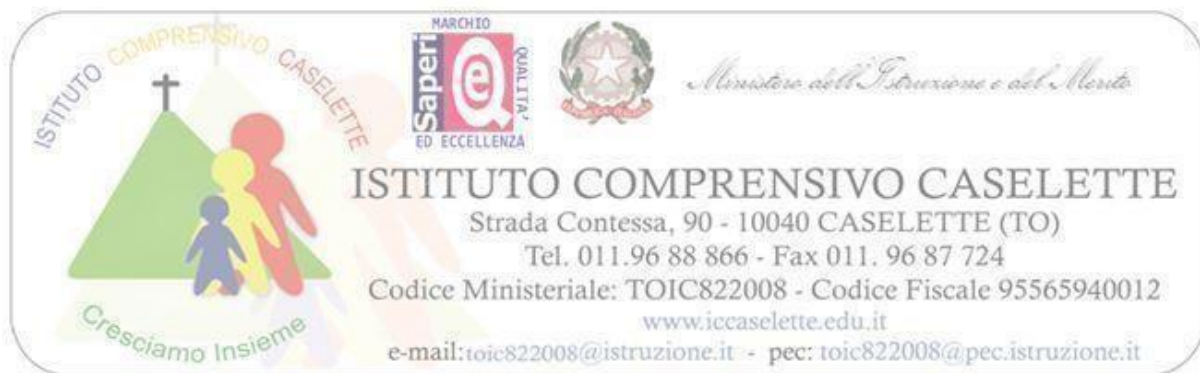 ISTITUTO COMPRENSIVO CASELETTE
Cresciamo Insieme
MARCHIO
Saperi
e
QUALITA'
ED ECCELLENZA
Ministero dell'Istruzione e del Merito
ISTITUTO COMPRENSIVO CASELETTE
Strada Contessa, 90 - 10040 CASELETTE (TO)
Tel. 011.96 88 866 - Fax 011. 96 87 724
Codice Ministeriale: TOIC822008 - Codice Fiscale 95565940012
www.iccaselette.edu.it
e-mail:toic822008@istruzione.it - pec: toic822008@pec.istruzione.it